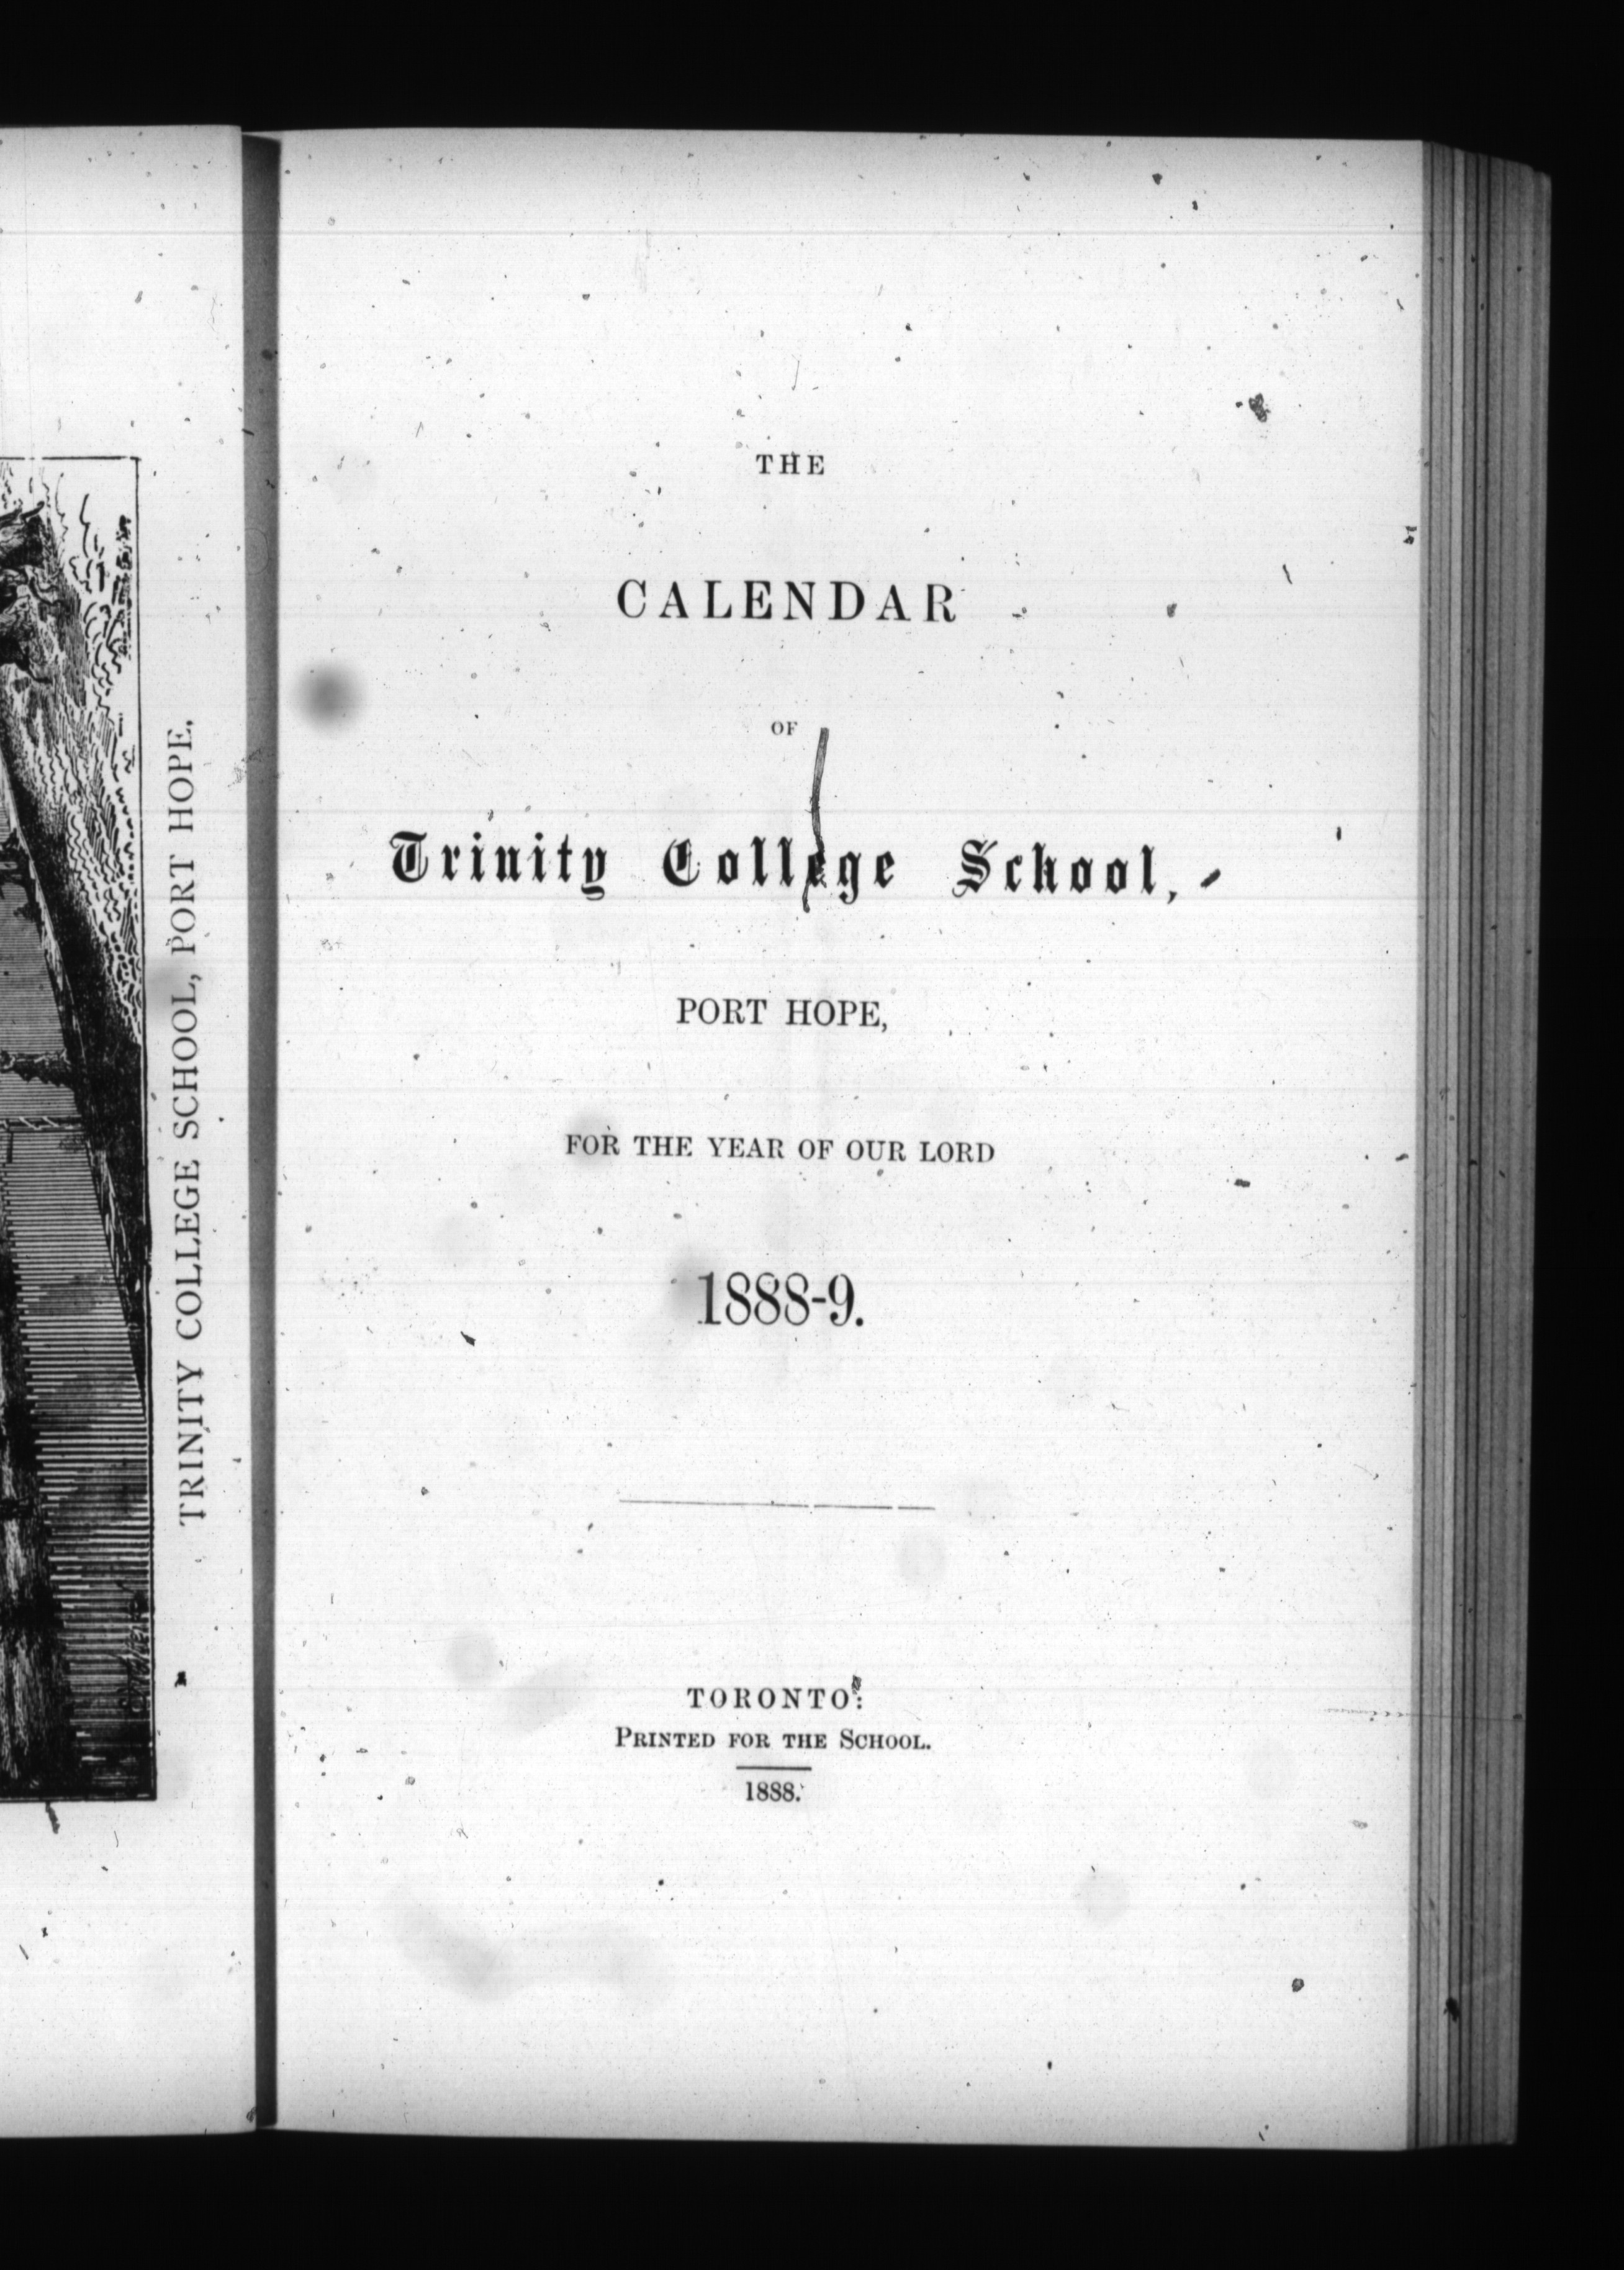 TRINITY COLLEGE SCHOOL, PORT HOPE.
THE
CALENDAR
OF
Trinity College School,
PORT HOPE,
FOR THE YEAR OF OUR LORD
1888-9.
TORONTO:
PRINTED FOR THE SCHOOL.
1888.